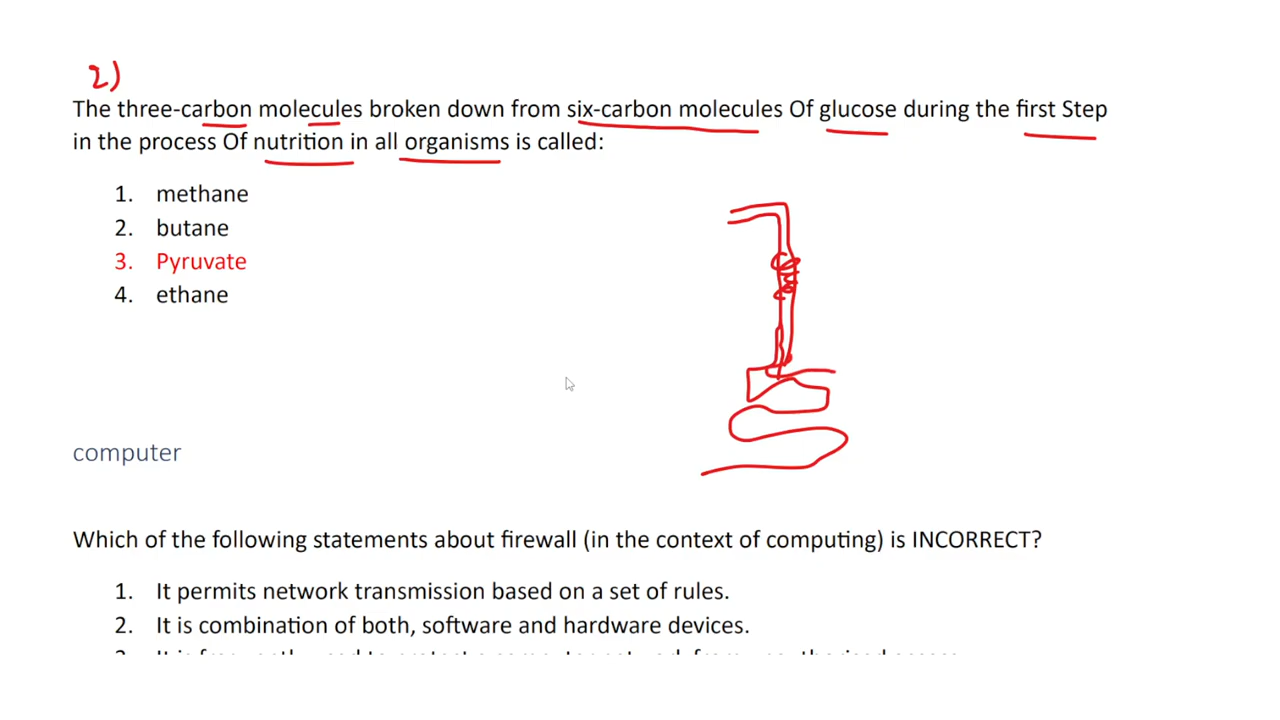 2)
The three-carbon molecules broken down from six-carbon molecules Of glucose during the first Step
in the process Of nutrition in all organisms is called:
1. methane
2. butane
3. Pyruvate
4. ethane
computer
Which of the following statements about firewall (in the context of computing) is INCORRECT?
1. It permits network transmission based on a set of rules.
2. It is combination of both, software and hardware devices.